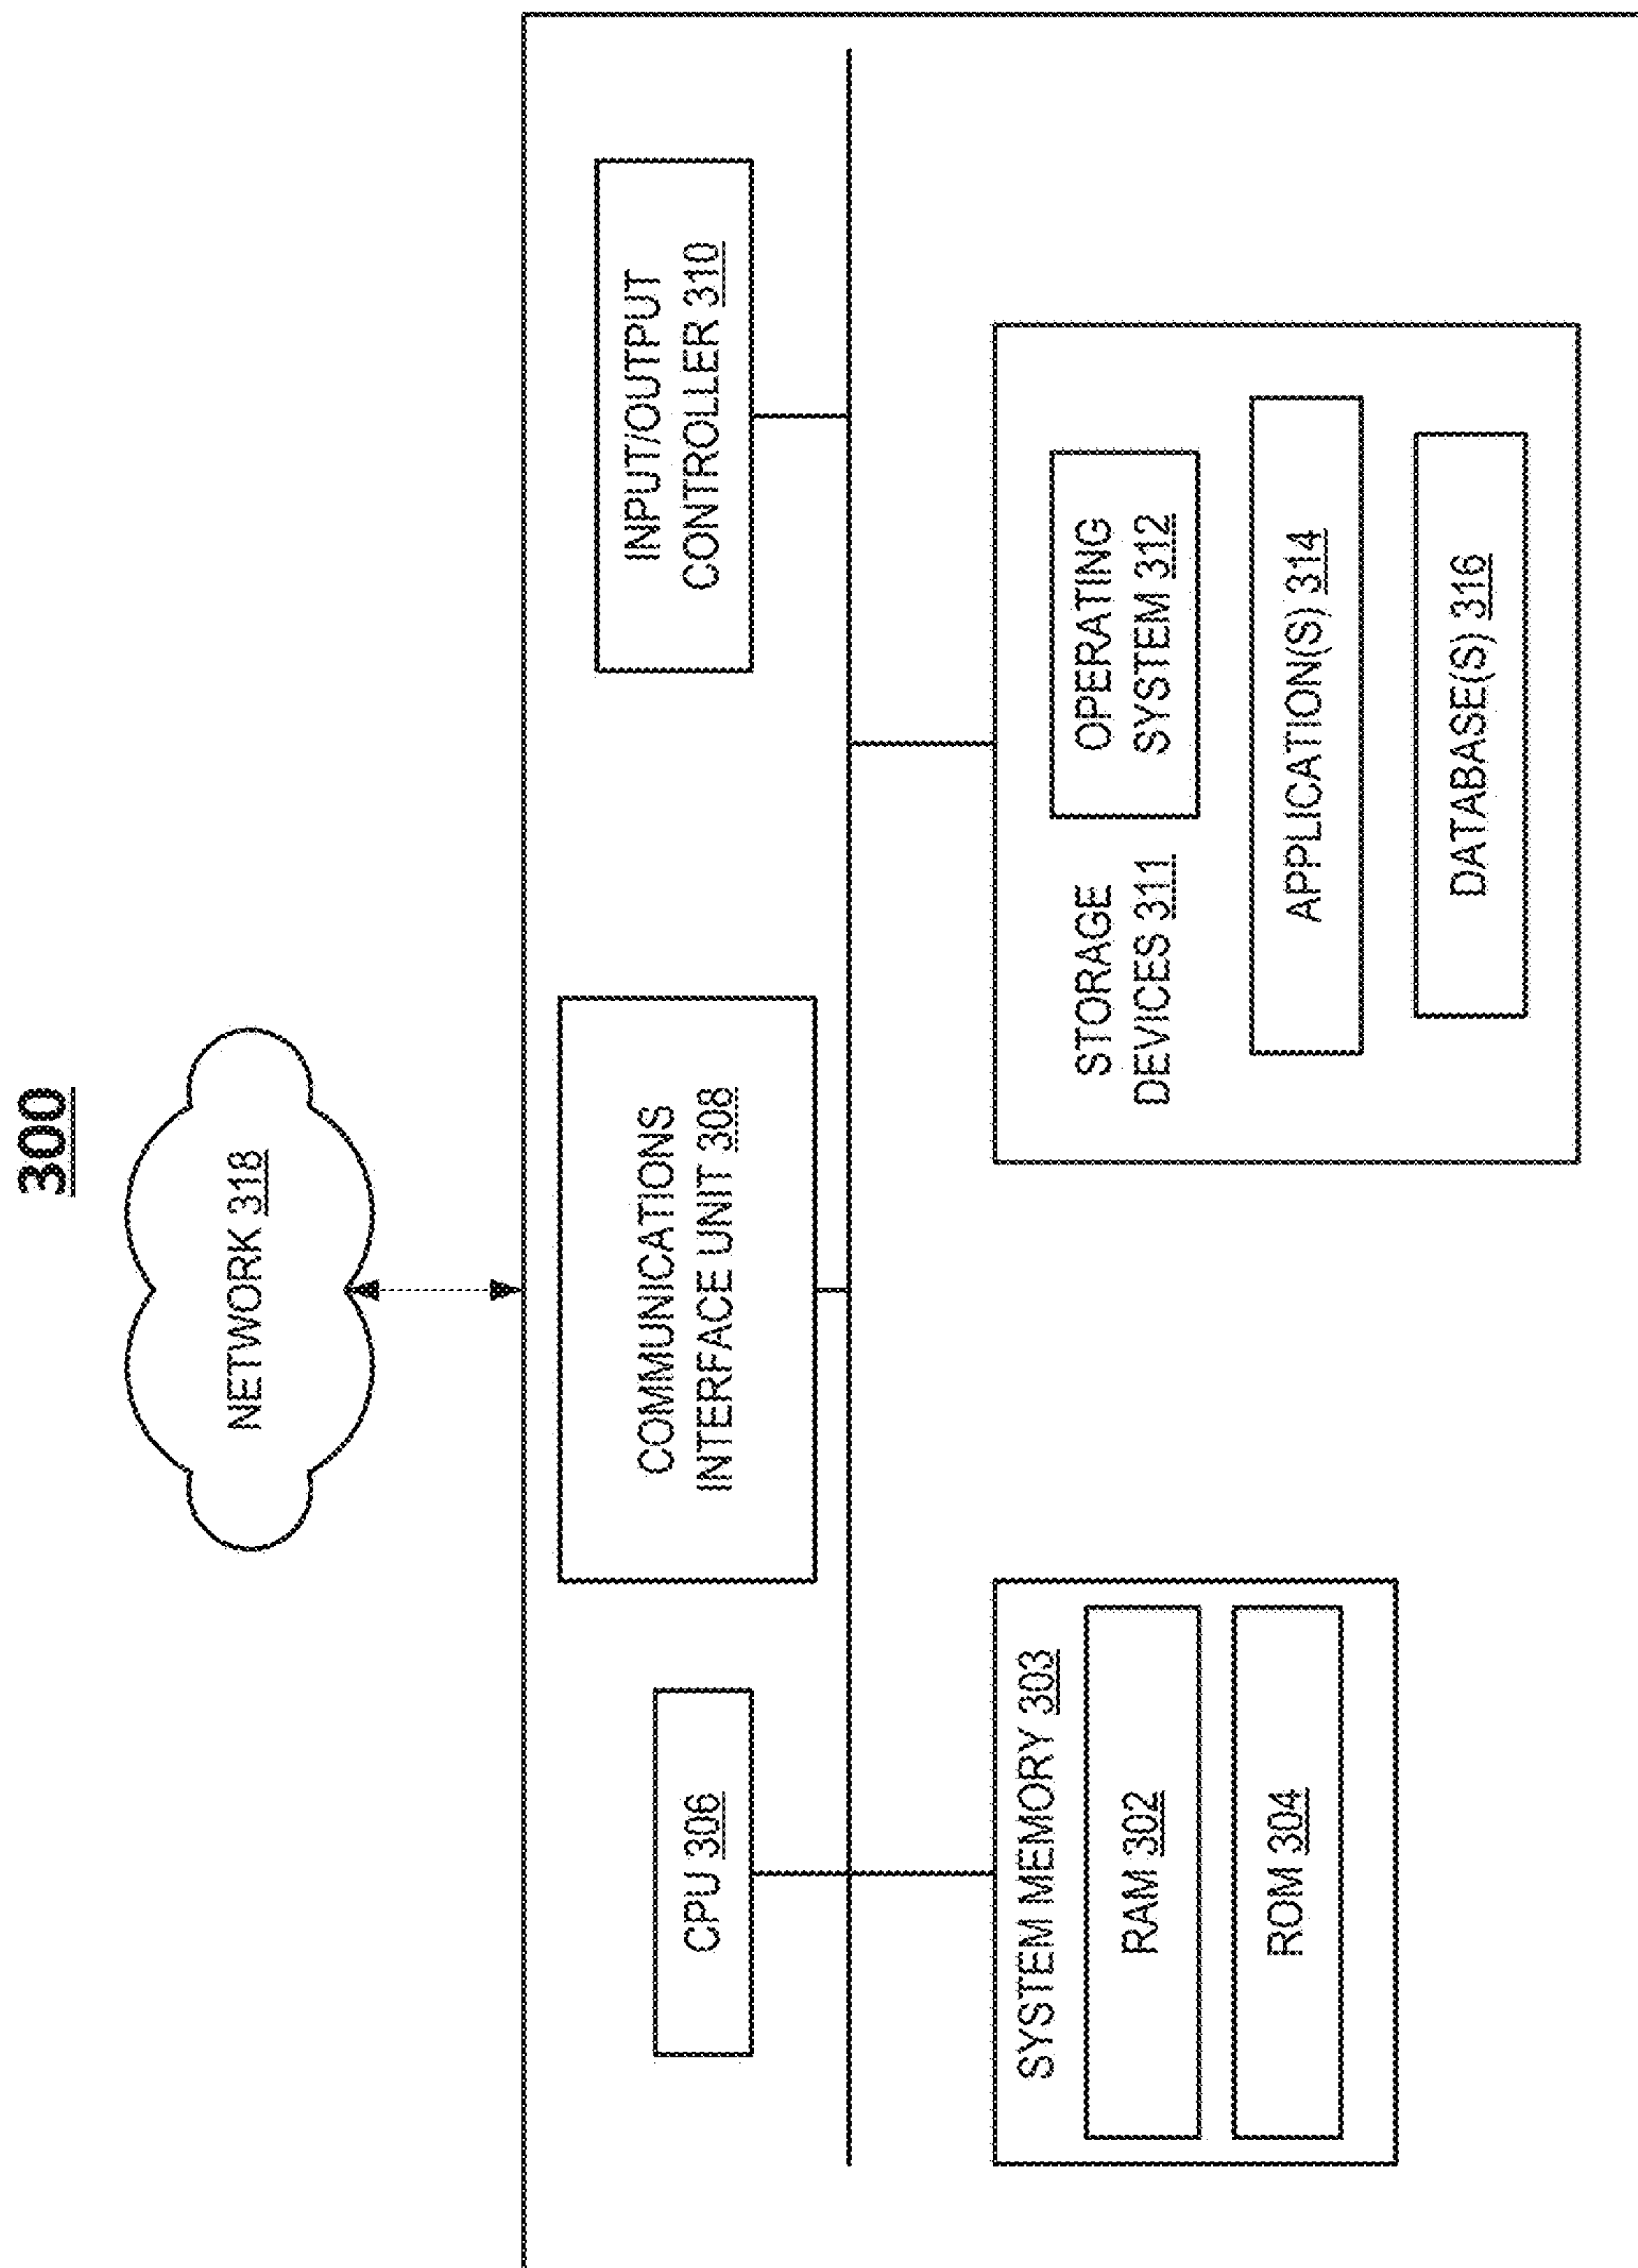 300
NETWORK 318
CPU 306
COMMUNICATIONS
INTERFACE UNIT 308
INPUT/OUTPUT
CONTROLLER 310
SYSTEM MEMORY 303
RAM 302
ROM 304
STORAGE
DEVICES 311
OPERATING
SYSTEM 312
APPLICATION(S) 314
DATABASE(S) 316